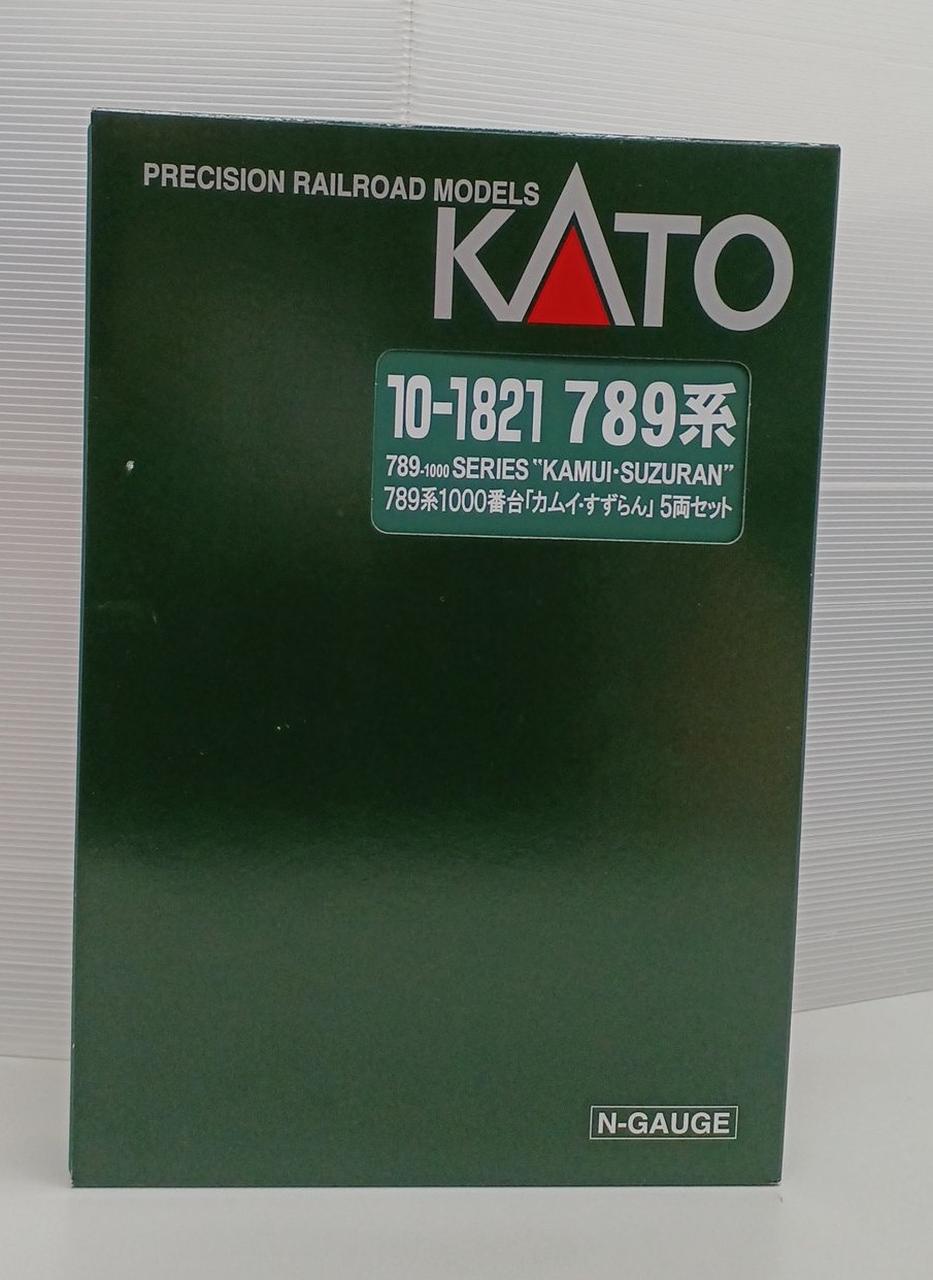 PRECISION RAILROAD MODELS
KATO
10-1821 789系
789-1000 SERIES “KAMUI・SUZURAN”
789系1000番台｢カムイ・すずらん」 5両セット
N-GAUGE